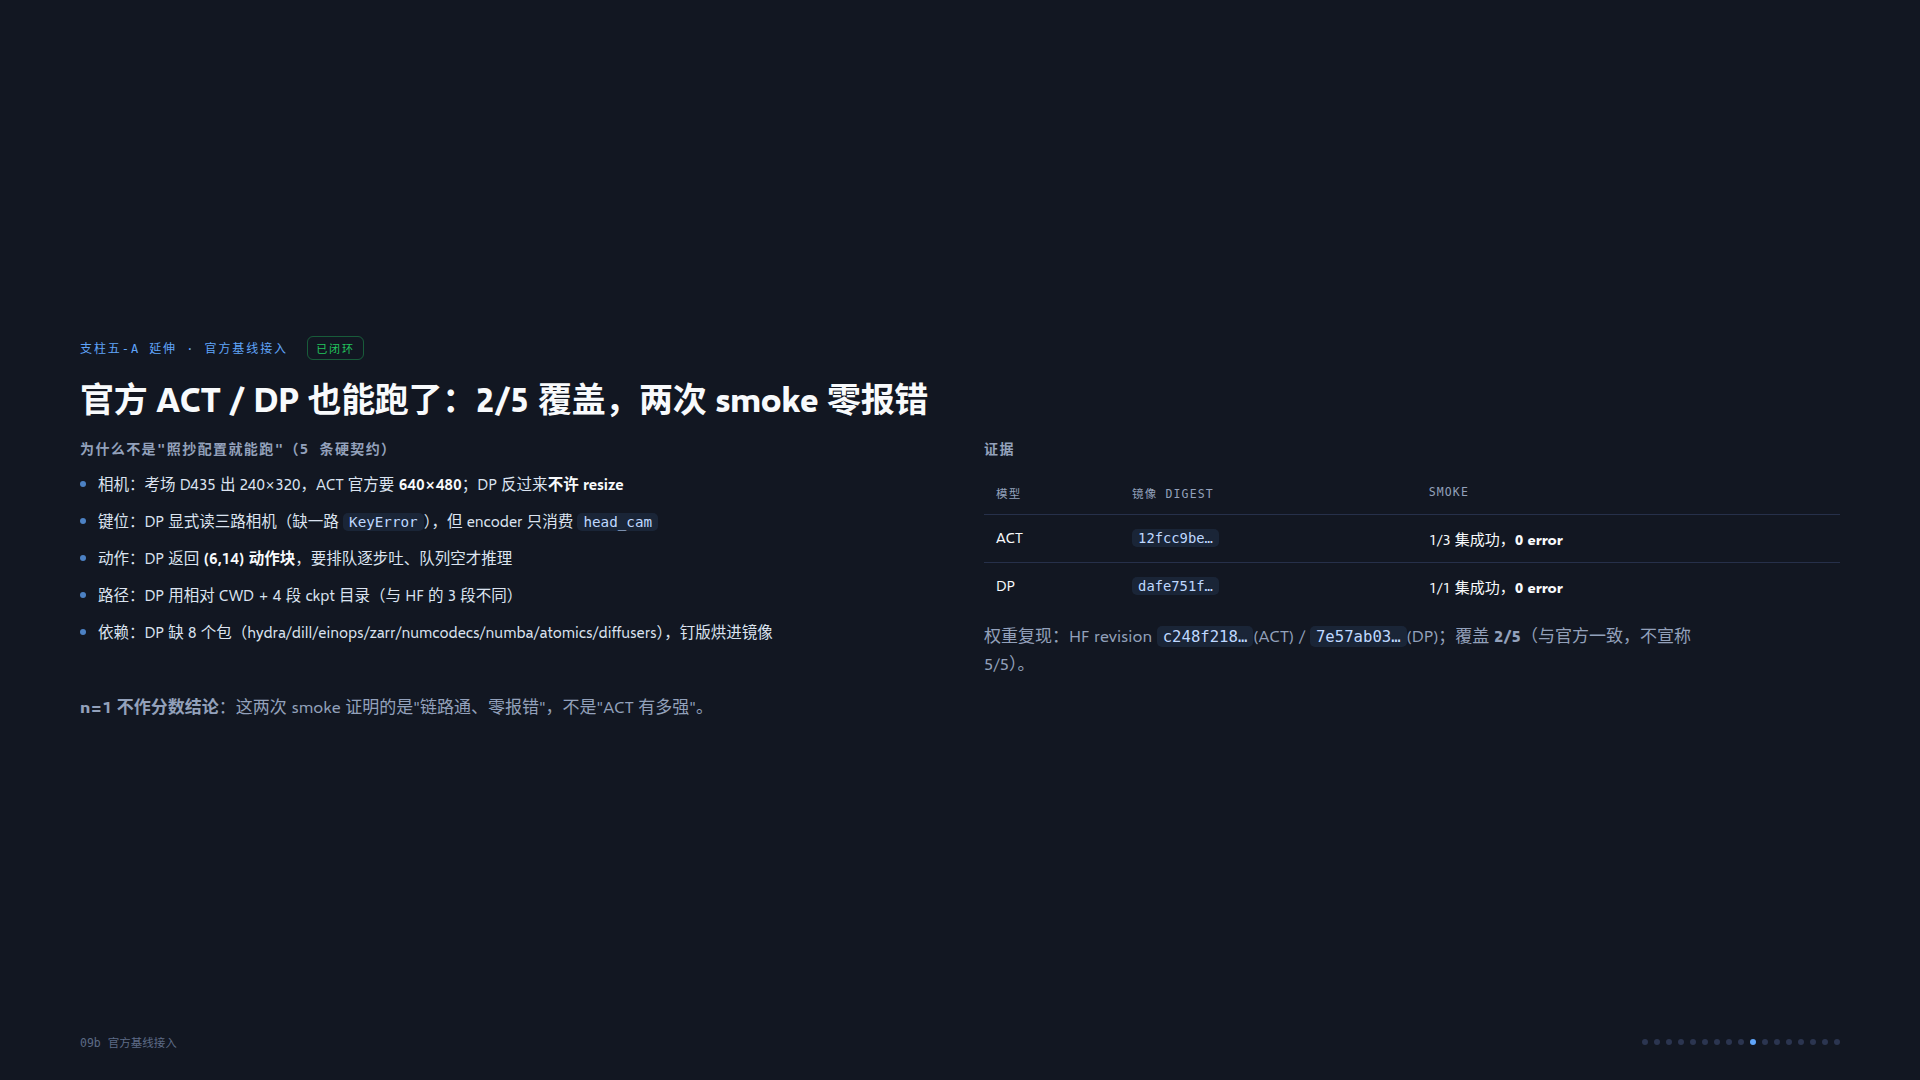 支柱五-A 延伸 · 官方基线接入 已闭环
官方 ACT / DP 也能跑了：2/5 覆盖，两次 smoke 零报错
为什么不是"照抄配置就能跑"（5 条硬契约）
相机：考场 D435 出 240×320，ACT 官方要 640×480；DP 反过来不许 resize
键位：DP 显式读三路相机（缺一路 KeyError），但 encoder 只消费 head_cam
动作：DP 返回 (6,14) 动作块，要排队逐步吐、队列空才推理
路径：DP 用相对 CWD + 4 段 ckpt 目录（与 HF 的 3 段不同）
依赖：DP 缺 8 个包（hydra/dill/einops/zarr/numcodecs/numba/atomics/diffusers），钉版烘进镜像
n=1 不作分数结论：这两次 smoke 证明的是"链路通、零报错"，不是"ACT 有多强"。
证据
模型 镜像 DIGEST SMOKE
ACT 12fcc9be… 1/3 集成功，0 error
DP dafe751f… 1/1 集成功，0 error
权重复现：HF revision c248f218…(ACT) / 7e57ab03…(DP)；覆盖 2/5（与官方一致，不宣称
5/5）。
09b 官方基线接入